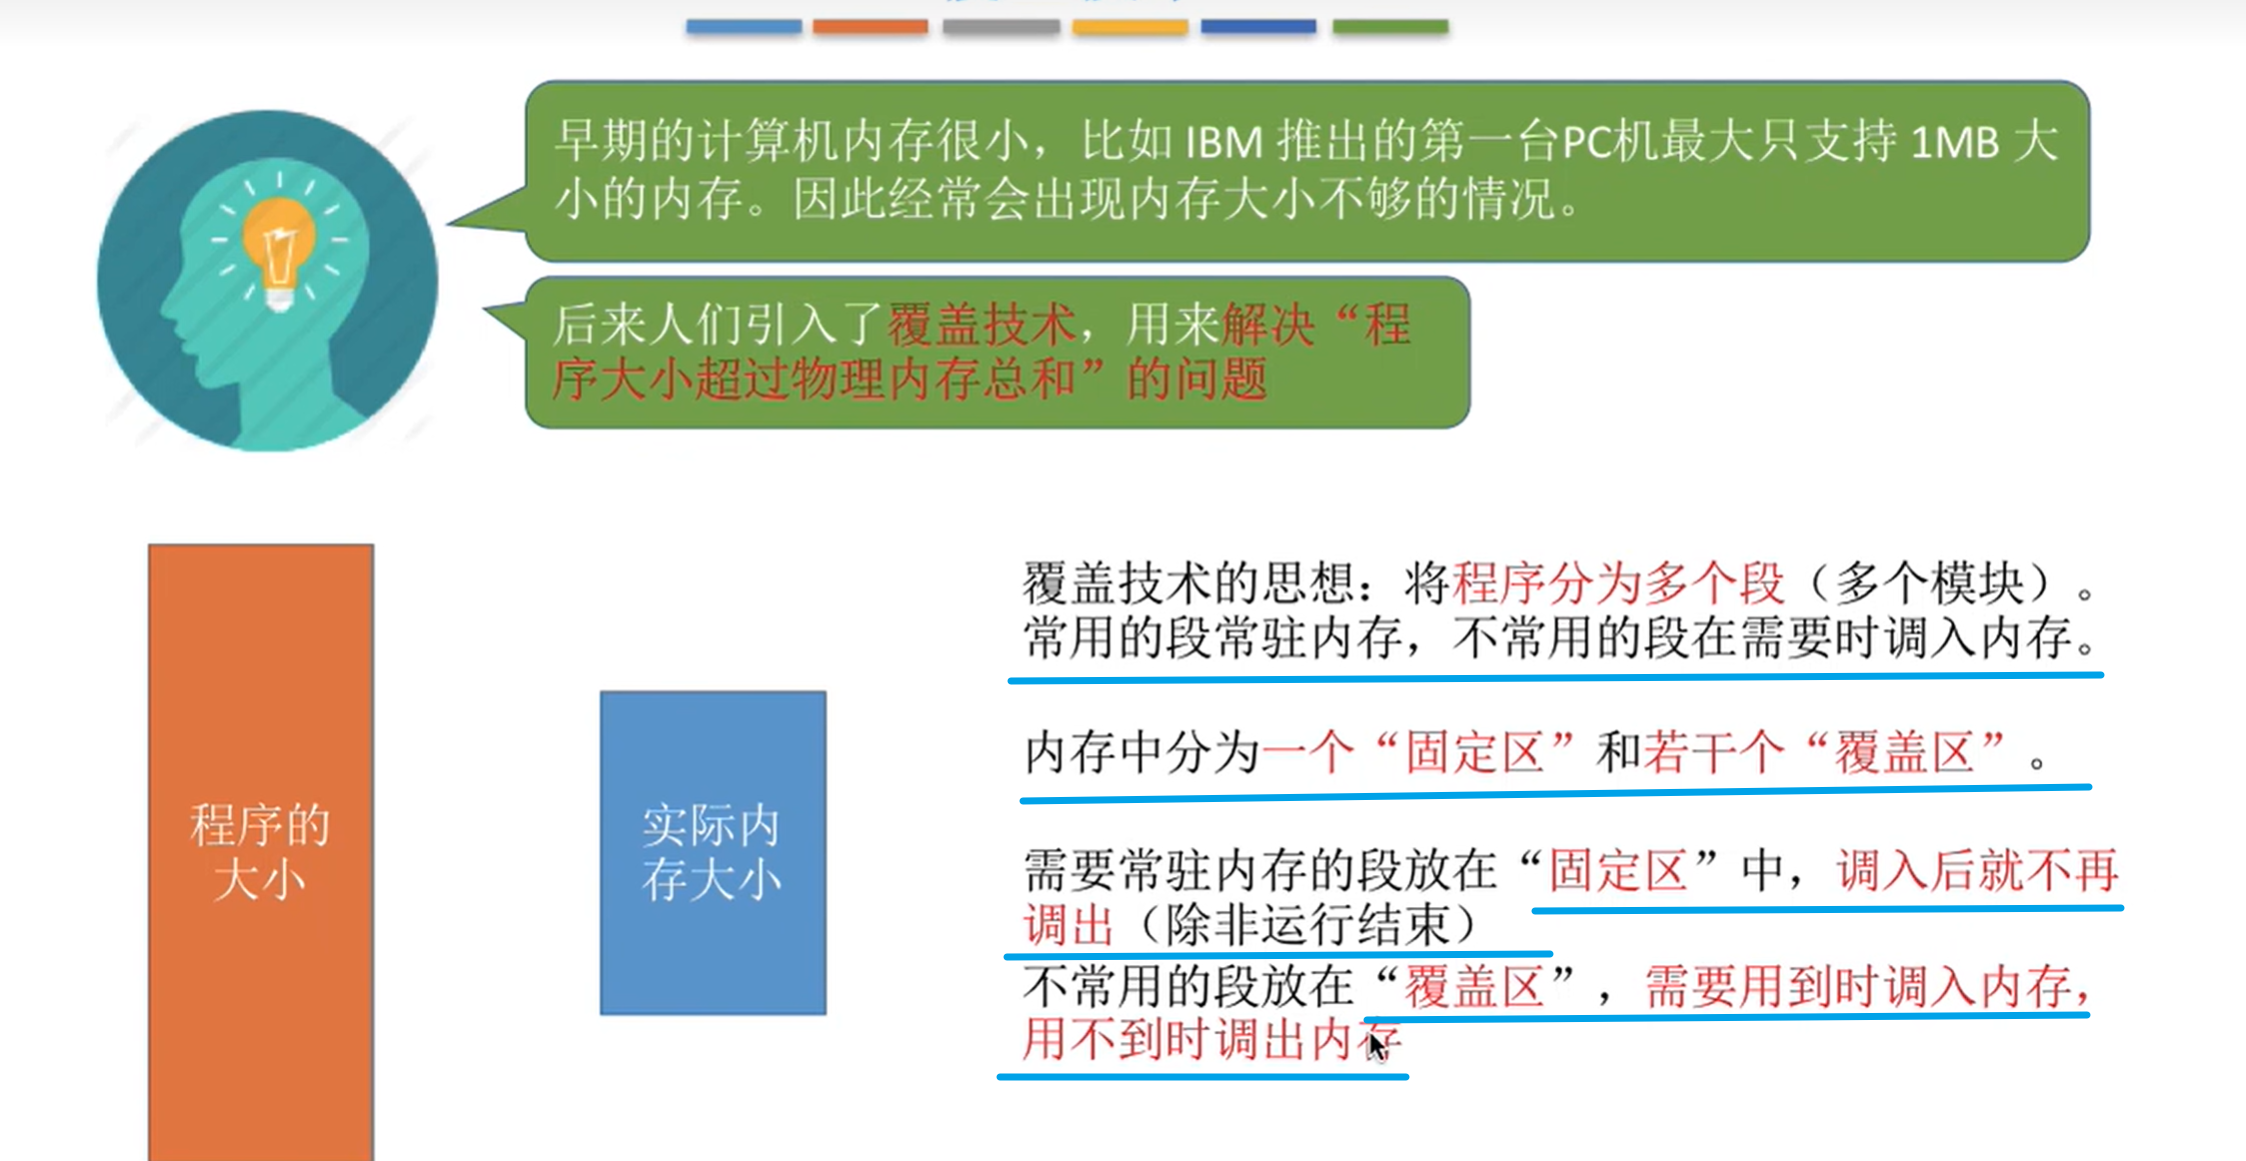 早期的计算机内存很小，比如 IBM 推出的第一台PC机最大只支持 1MB 大
小的内存。因此经常会出现内存大小不够的情况。
后来人们引入了覆盖技术，用来解决“程
序大小超过物理内存总和”的问题
程序的
大小
实际内
存大小
覆盖技术的思想：将程序分为多个段（多个模块）。
常用的段常驻内存，不常用的段在需要时调入内存。
内存中分为一个“固定区”和若干个“覆盖区”。
需要常驻内存的段放在“固定区”中，调入后就不再
调出（除非运行结束）
不常用的段放在“覆盖区”，需要用到时调入内存，
用不到时调出内存